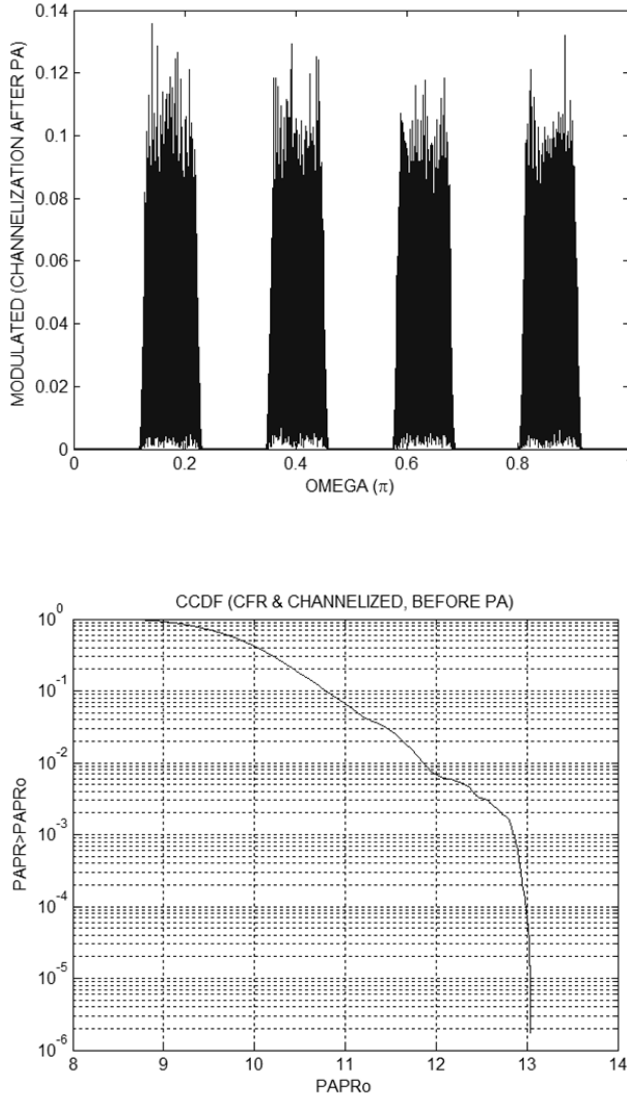 0.14
0.12
0.1
0.08
0.06
0.04
0.02
0
MODULATED (CHANNELIZATION AFTER PA)
0 0.2 0.4 0.6 0.8
OMEGA (π)
CCDF (CFR & CHANNELIZED, BEFORE PA)
10^0
10^-1
10^-2
10^-3
10^-4
10^-5
10^-6
PAPR>PAPRo
8 9 10 11 12 13 14
PAPRo